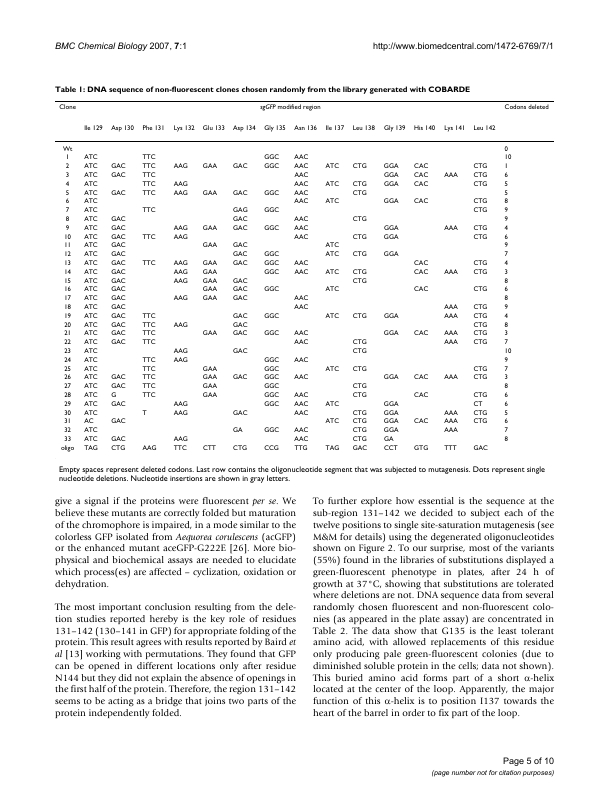 BMC Chemical Biology 2007, 7:1 http://www.biomedcentral.com/1472-6769/7/1
Table 1: DNA sequence of non-fluorescent clones chosen randomly from the library generated with COBARDE
Clone sgGFP modified region Codons deleted
Ile 129 Asp 130 Phe 131 Lys 132 Glu 133 Asp 134 Gly 135 Asn 136 Ile 137 Leu 138 Gly 139 His 140 Lys 141 Leu 142
Wt 0
1 ATC TTC GGC AAC 10
2 ATC GAC TTC AAG GAA GAC GGC AAC ATC CTG GGA CAC CTG 1
3 ATC GAC TTC AAC GGA CAC AAA CTG 6
4 ATC TTC AAG AAC ATC CTG GGA CAC CTG 5
5 ATC GAC TTC AAG GAA GAC GGC AAC CTG 5
6 ATC AAC ATC GGA CAC CTG 8
7 ATC TTC GAG GGC CTG 9
8 ATC GAC GAC AAC CTG 9
9 ATC GAC AAG GAA GAC GGC AAC GGA AAA CTG 4
10 ATC GAC TTC AAG AAC CTG GGA CTG 6
11 ATC GAC GAA GAC ATC 9
12 ATC GAC GAC GGC ATC CTG GGA 7
13 ATC GAC TTC AAG GAA GAC GGC AAC CAC CTG 4
14 ATC GAC AAG GAA GGC AAC ATC CTG CAC AAA CTG 3
15 ATC GAC AAG GAA GAC CTG 8
16 ATC GAC GAA GAC GGC ATC CAC CTG 6
17 ATC GAC AAG GAA GAC AAC 8
18 ATC GAC AAC AAA CTG 9
19 ATC GAC TTC GAC GGC ATC CTG GGA AAA CTG 4
20 ATC GAC TTC AAG GAC CTG 8
21 ATC GAC TTC GAA GAC GGC AAC GGA CAC AAA CTG 3
22 ATC GAC TTC AAC CTG AAA CTG 7
23 ATC AAG GAC CTG 10
24 ATC TTC AAG GGC AAC 9
25 ATC TTC GAA GGC ATC CTG CTG 7
26 ATC GAC TTC GAA GAC GGC AAC GGA CAC AAA CTG 3
27 ATC GAC TTC GAA GGC CTG 8
28 ATC G TTC GAA GGC AAC CTG CAC CTG 6
29 ATC GAC AAG GGC AAC ATC GGA CT 6
30 ATC T AAG GAC AAC CTG GGA AAA CTG 5
31 AC GAC ATC CTG GGA CAC AAA CTG 6
32 ATC GA GGC AAC CTG GGA AAA 7
33 ATC GAC AAG AAC CTG GA 8
oligo TAG CTG AAG TTC CTT CTG CCG TTG TAG GAC CCT GTG TTT GAC
Empty spaces represent deleted codons. Last row contains the oligonucleotide segment that was subjected to mutagenesis. Dots represent single
nucleotide deletions. Nucleotide insertions are shown in gray letters.
give a signal if the proteins were fluorescent per se. We
believe these mutants are correctly folded but maturation
of the chromophore is impaired, in a mode similar to the
colorless GFP isolated from Aequorea coerulescens (acGFP)
or the enhanced mutant aceGFP-G222E [26]. More bio-
physical and biochemical assays are needed to elucidate
which process(es) are affected – cyclization, oxidation or
dehydration.
The most important conclusion resulting from the dele-
tion studies reported hereby is the key role of residues
131–142 (130–141 in GFP) for appropriate folding of the
protein. This result agrees with results reported by Baird et
al [13] working with permutations. They found that GFP
can be opened in different locations only after residue
N144 but they did not explain the absence of openings in
the first half of the protein. Therefore, the region 131–142
seems to be acting as a bridge that joins two parts of the
protein independently folded.
To further explore how essential is the sequence at the
sub-region 131–142 we decided to subject each of the
twelve positions to single site-saturation mutagenesis (see
M&M for details) using the degenerated oligonucleotides
shown on Figure 2. To our surprise, most of the variants
(55%) found in the libraries of substitutions displayed a
green-fluorescent phenotype in plates, after 24 h of
growth at 37°C, showing that substitutions are tolerated
where deletions are not. DNA sequence data from several
randomly chosen fluorescent and non-fluorescent colo-
nies (as appeared in the plate assay) are concentrated in
Table 2. The data show that G135 is the least tolerant
amino acid, with allowed replacements of this residue
only producing pale green-fluorescent colonies (due to
diminished soluble protein in the cells; data not shown).
This buried amino acid forms part of a short α-helix
located at the center of the loop. Apparently, the major
function of this α-helix is to position I137 towards the
heart of the barrel in order to fix part of the loop.
Page 5 of 10
(page number not for citation purposes)